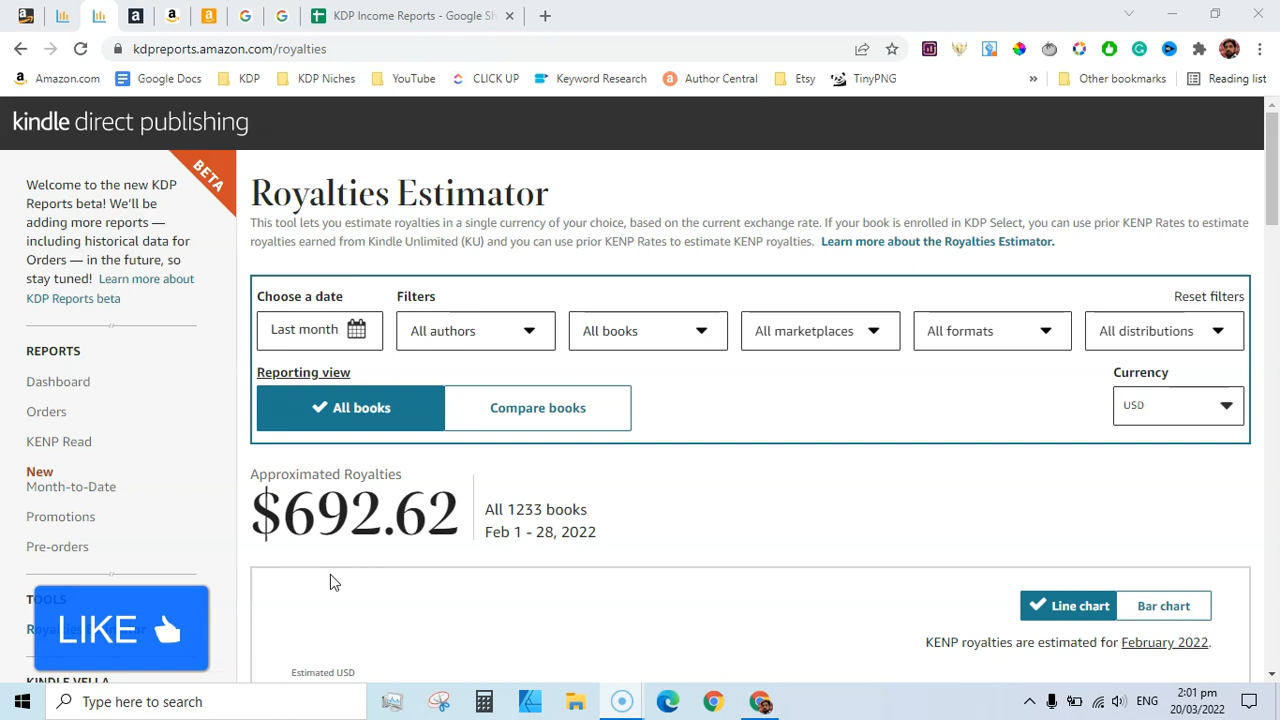 KDP Income Reports - Google Sh
kdpreports.amazon.com/royalties
Amazon.com
Google Docs
KDP
KDP Niches
YouTube
CLICK UP
Keyword Research
Author Central
Etsy
TinyPNG
»
Other bookmarks
Reading list
kindle direct publishing
BETA
Welcome to the new KDP
Reports beta! We'll be
adding more reports —
including historical data for
Orders — in the future, so
stay tuned! Learn more about
KDP Reports beta
REPORTS
Dashboard
Orders
KENP Read
New
Month-to-Date
Promotions
Pre-orders
TOOLS
LIKE
Royalties Estimator
This tool lets you estimate royalties in a single currency of your choice, based on the current exchange rate. If your book is enrolled in KDP Select, you can use prior KENP Rates to estimate
royalties earned from Kindle Unlimited (KU) and you can use prior KENP Rates to estimate KENP royalties. Learn more about the Royalties Estimator.
Choose a date
Filters
Reset filters
Last month
All authors
All books
All marketplaces
All formats
All distributions
Reporting view
Currency
All books
Compare books
USD
Approximated Royalties
$692.62
All 1233 books
Feb 1 - 28, 2022
Line chart
Bar chart
KENP royalties are estimated for February 2022.
Estimated USD
Type here to search
ENG
2:01 pm
20/03/2022